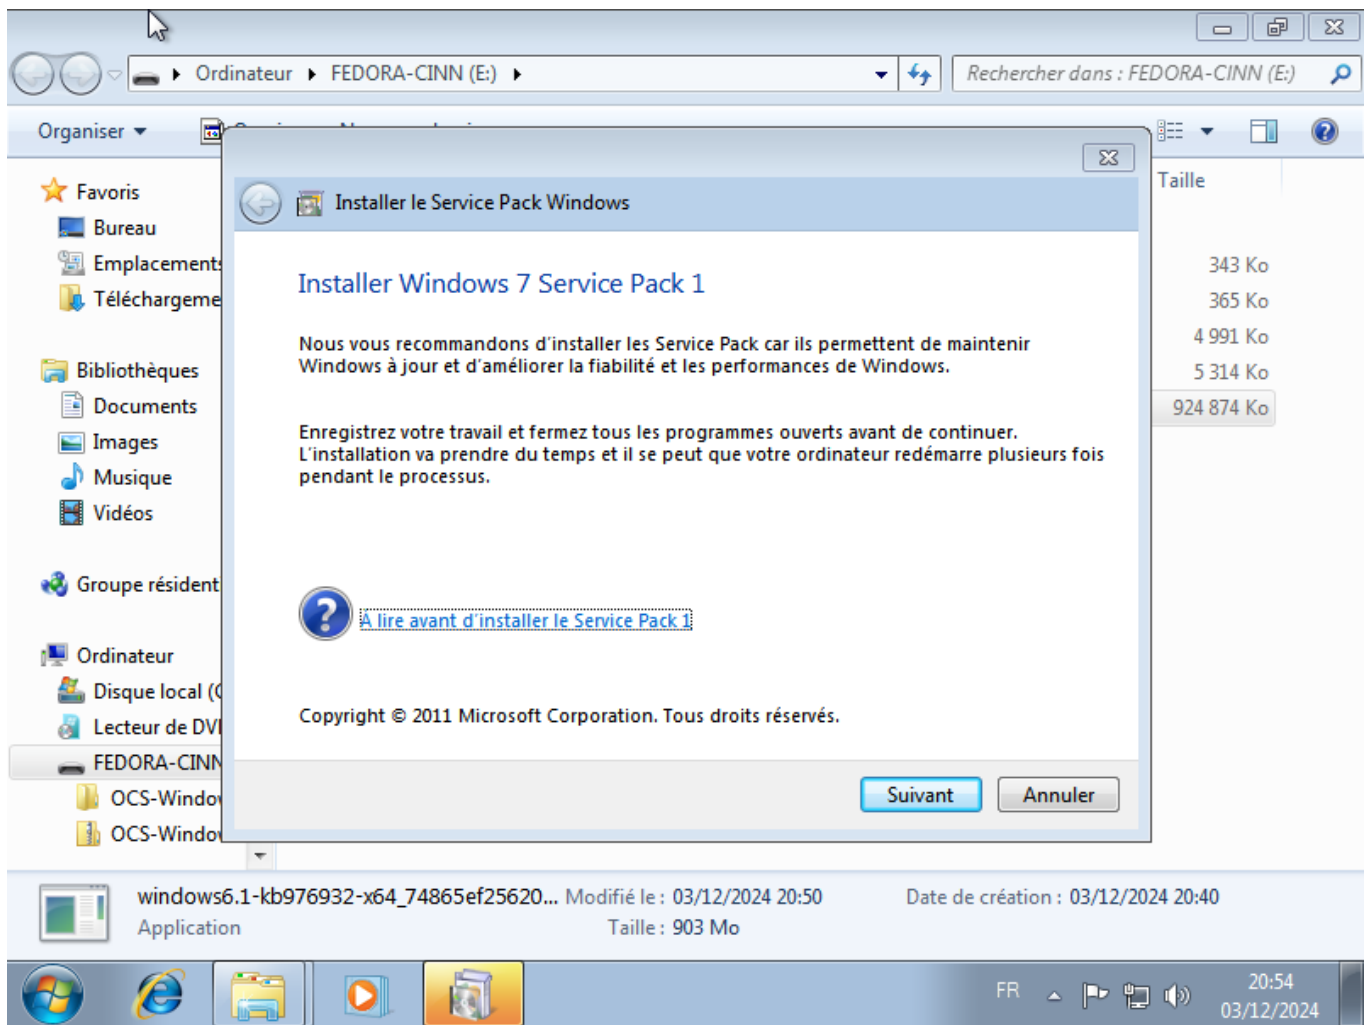 Ordinateur
FEDORA-CINN (E:)
Rechercher dans : FEDORA-CINN (E:)
Organiser
Taille
Favoris
Bureau
Emplacements
Téléchargeme
343 Ko
365 Ko
4 991 Ko
5 314 Ko
924 874 Ko
Bibliothèques
Documents
Images
Musique
Vidéos
Groupe résident
Ordinateur
Disque local (C
Lecteur de DV
FEDORA-CINN
OCS-Window
OCS-Window
Installer le Service Pack Windows
Installer Windows 7 Service Pack 1
Nous vous recommandons d'installer les Service Pack car ils permettent de maintenir
Windows à jour et d'améliorer la fiabilité et les performances de Windows.
Enregistrez votre travail et fermez tous les programmes ouverts avant de continuer.
L'installation va prendre du temps et il se peut que votre ordinateur redémarre plusieurs fois
pendant le processus.
À lire avant d'installer le Service Pack 1
Copyright © 2011 Microsoft Corporation. Tous droits réservés.
Suivant
Annuler
windows6.1-kb976932-x64_74865ef25620... Modifié le : 03/12/2024 20:50
Date de création : 03/12/2024 20:40
Application
Taille : 903 Mo
FR
20:54
03/12/2024